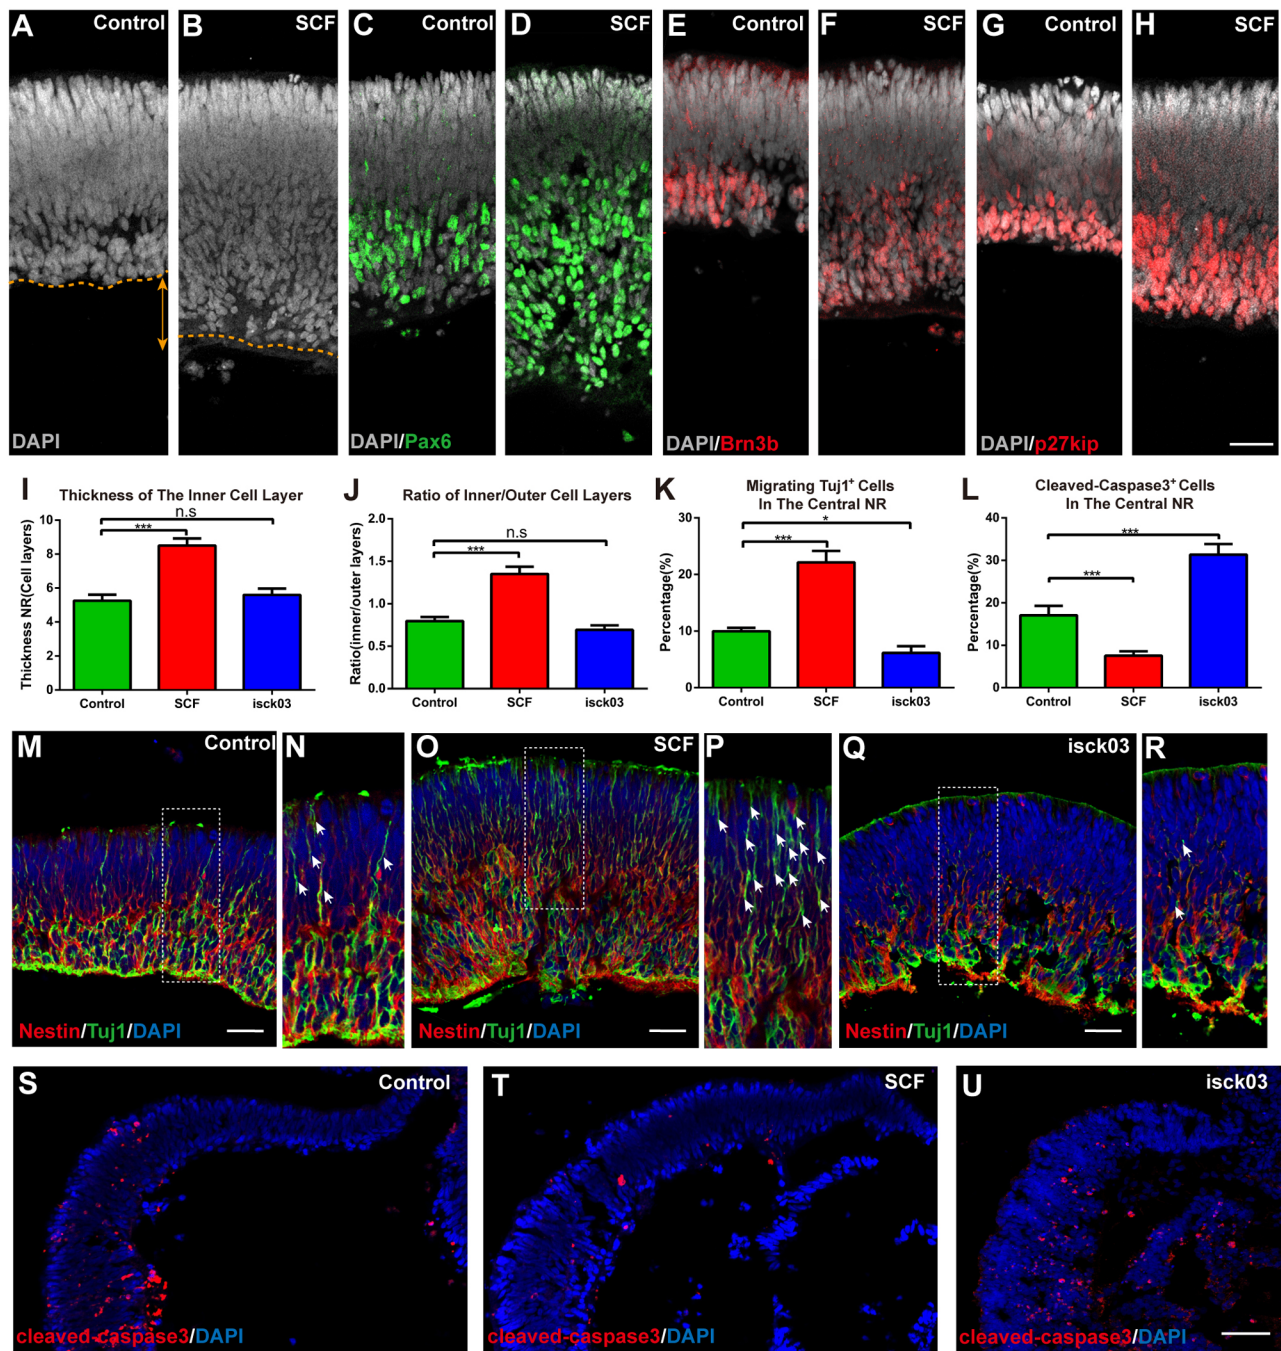 A Control B SCF C Control D SCF E Control F SCF G Control H SCF
DAPI DAPI/Pax6 DAPI/Brn3b DAPI/p27kip
I Thickness of The Inner Cell Layer
Thickness NR(Cell layers)
10
8
6
4
2
0
n.s
***
Control SCF isck03
J Ratio of Inner/Outer Cell Layers
Ratio(inner/outer layers)
2.0
1.5
1.0
0.5
0.0
n.s
***
Control SCF isck03
K Migrating Tuj1+ Cells
In The Central NR
Percentage(%)
30
20
10
0
*
***
Control SCF isck03
L Cleaved-Caspase3+ Cells
In The Central NR
Percentage(%)
40
30
20
10
0
***
***
Control SCF isck03
M Control N O SCF P Q isck03 R
Nestin/Tuj1/DAPI Nestin/Tuj1/DAPI Nestin/Tuj1/DAPI
S Control T SCF U isck03
cleaved-caspase3/DAPI cleaved-caspase3/DAPI cleaved-caspase3/DAPI